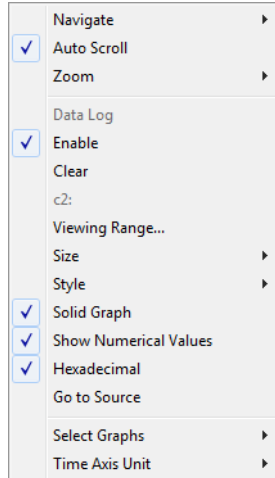 Navigate
Auto Scroll
Zoom
Data Log
Enable
Clear
c2:
Viewing Range...
Size
Style
Solid Graph
Show Numerical Values
Hexadecimal
Go to Source
Select Graphs
Time Axis Unit